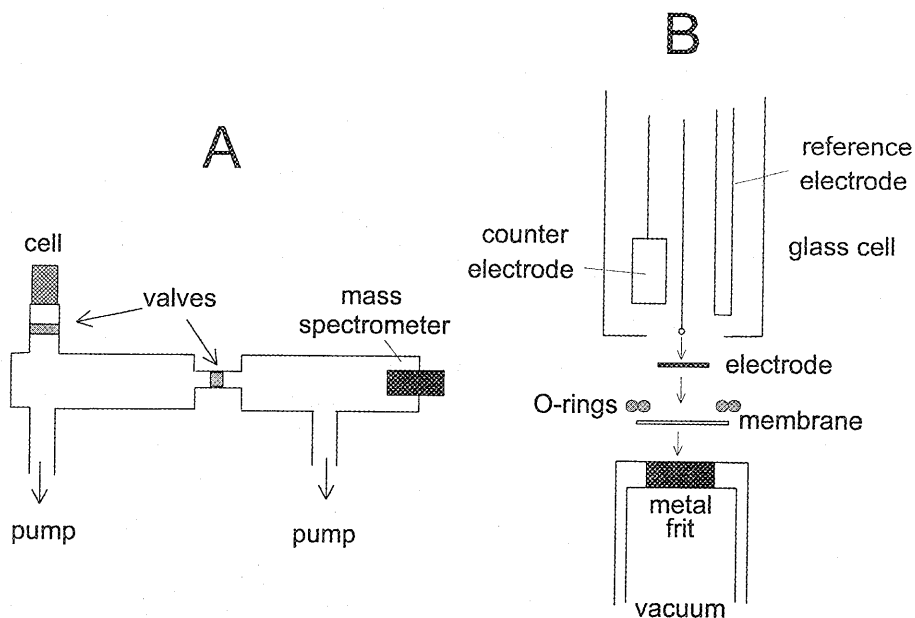 A
cell
valves
mass
spectrometer
pump
pump
B
reference
electrode
counter
electrode
glass cell
electrode
O-rings
membrane
metal
frit
vacuum